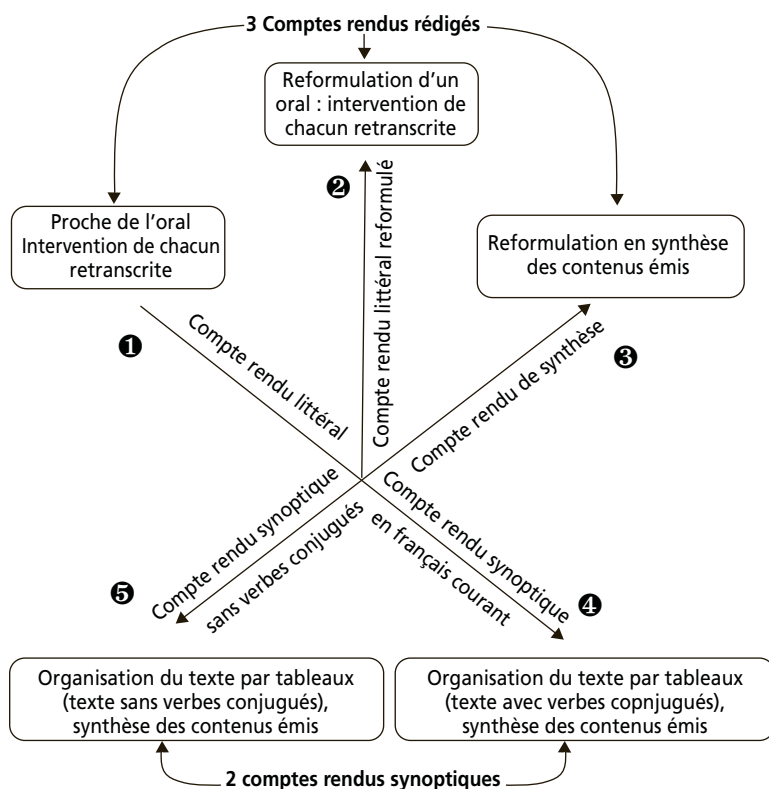 3 Comptes rendus rédigés
Reformulation d'un
oral : intervention de
chacun retranscrite
❷
Proche de l'oral
Intervention de chacun
retranscrite
Compte rendu littéral reformulé
Reformulation en synthèse
des contenus émis
❶
Compte rendu littéral
Compte rendu de synthèse
❸
Compte rendu synoptique
sans verbes conjugués
❺
Compte rendu synoptique
en français courant
❹
Organisation du texte par tableaux
(texte sans verbes conjugués),
synthèse des contenus émis
Organisation du texte par tableaux
(texte avec verbes copnjugués),
synthèse des contenus émis
2 comptes rendus synoptiques